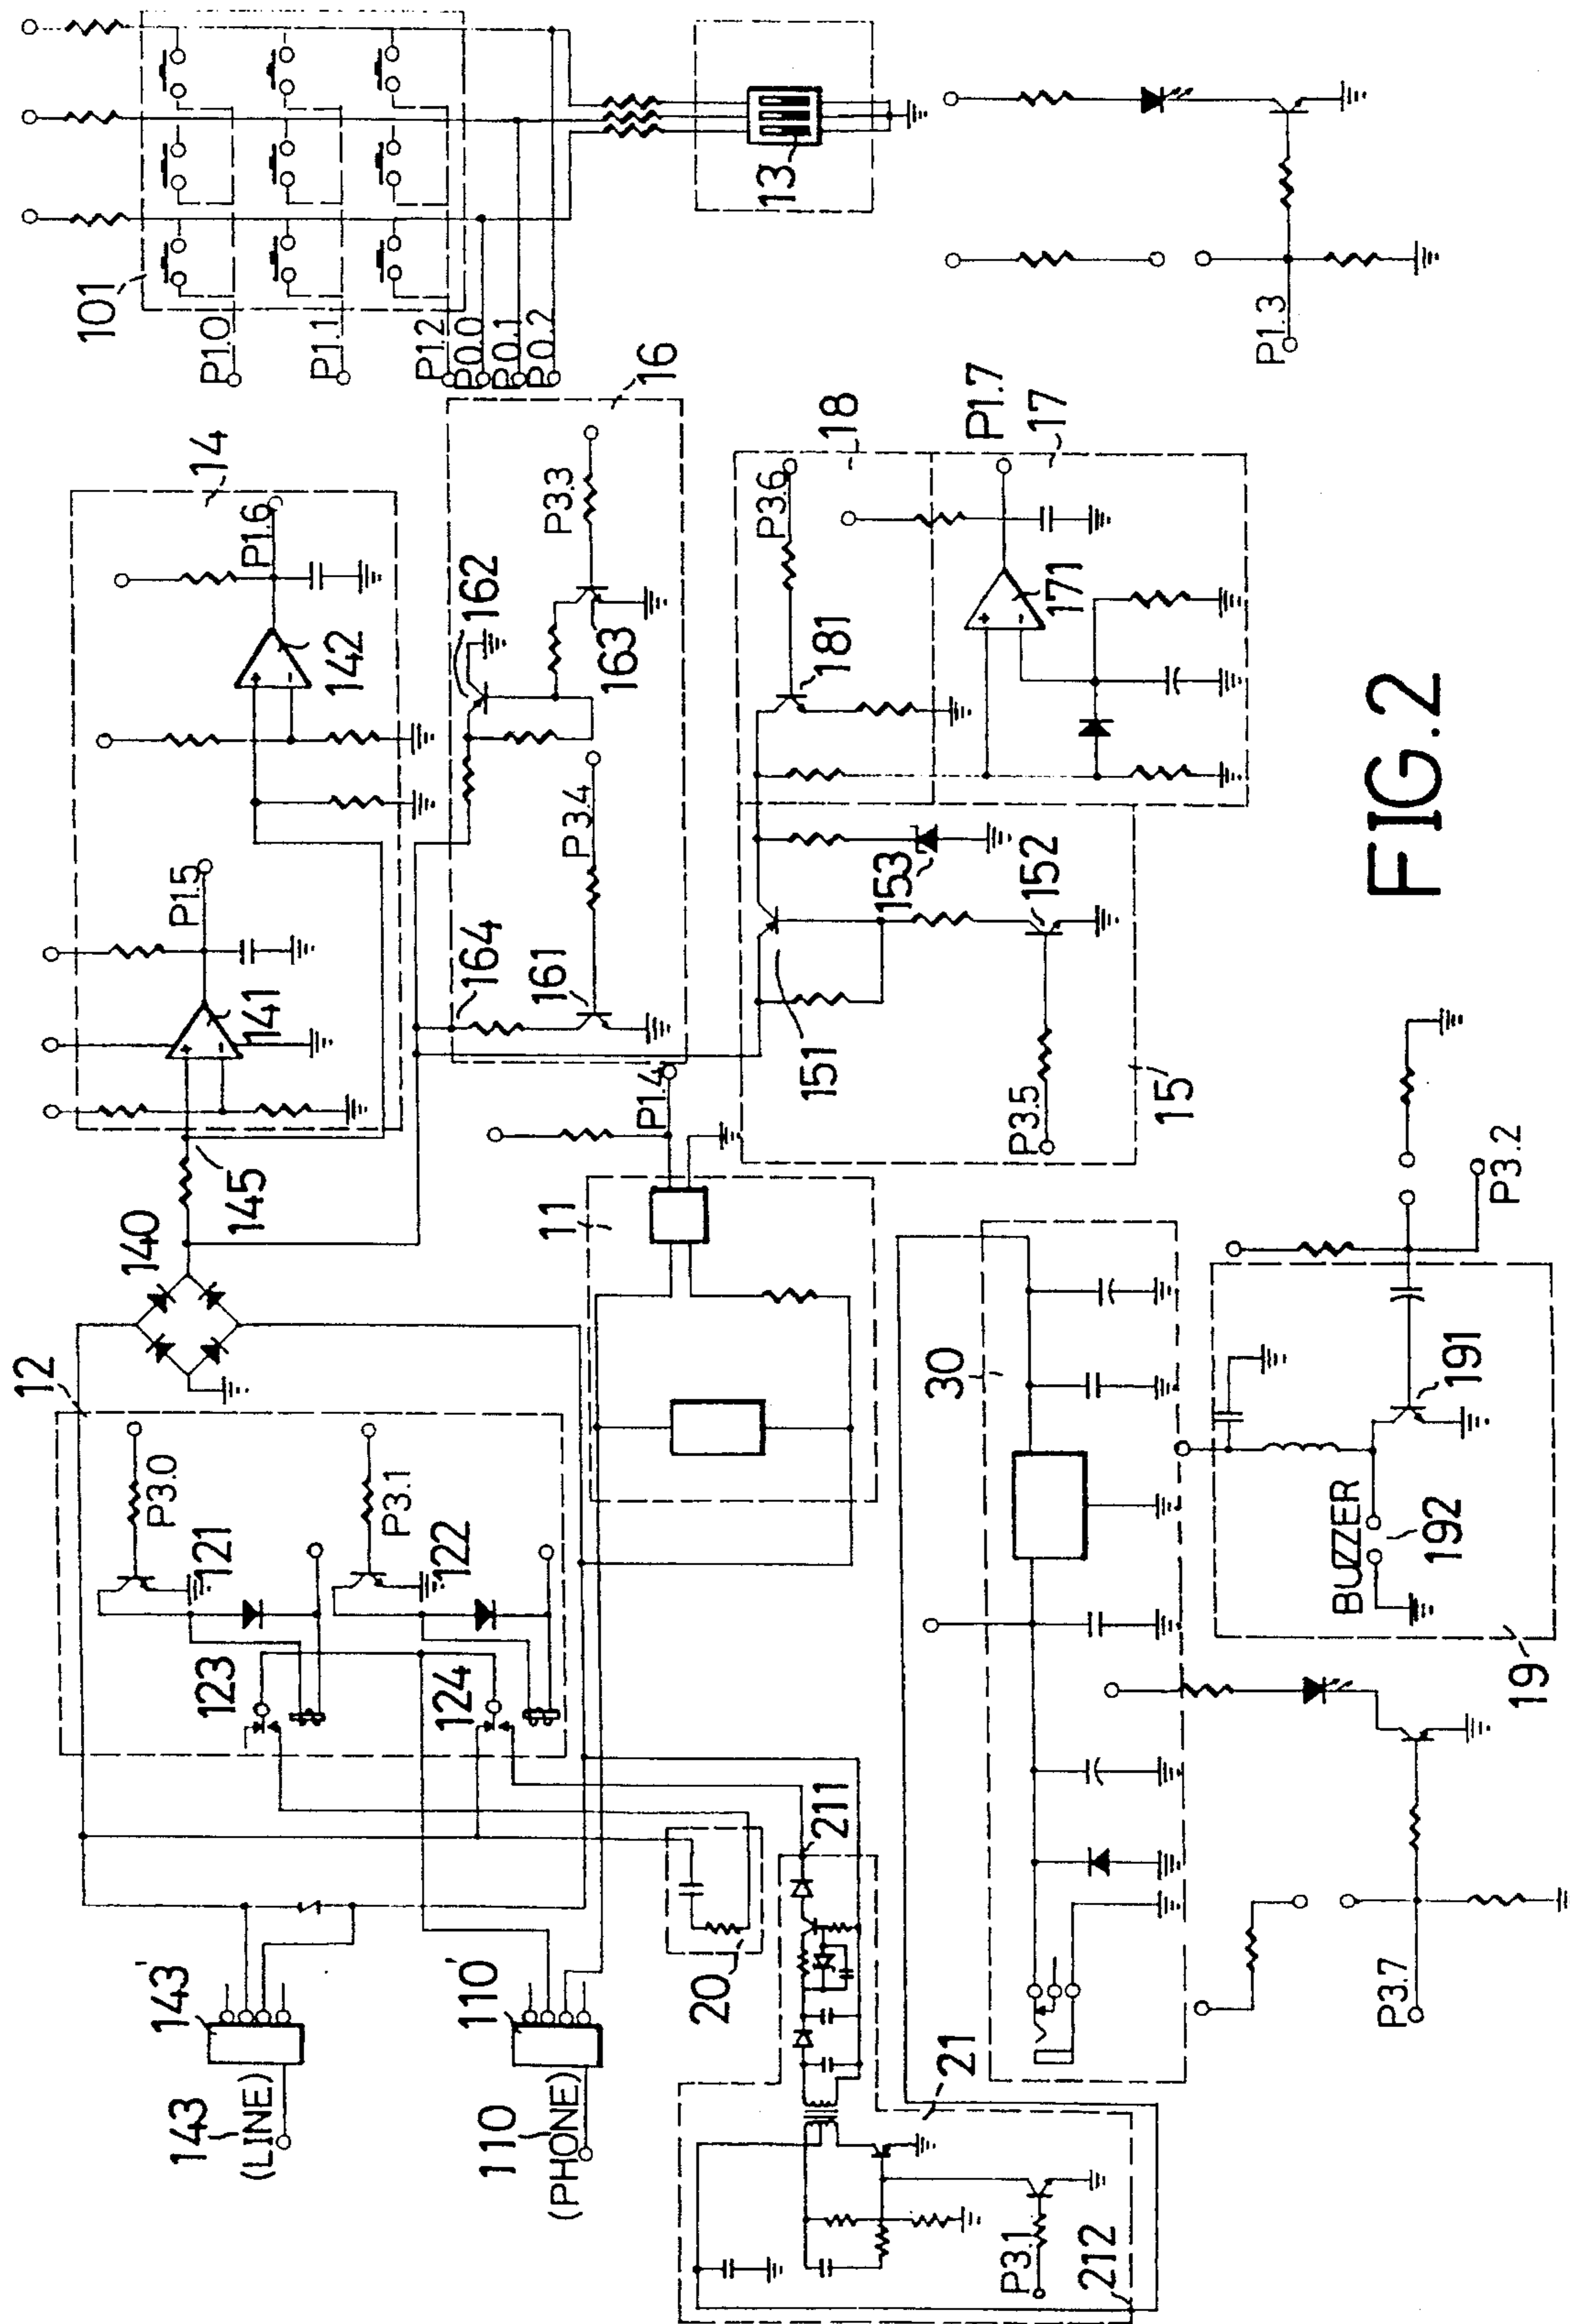 12
140
145
14
141
P1.5
142
P1.6
101
P1.0
P1.1
P1.2
P0.0
P0.1
P0.2
143
(LINE)
143'
123
121
P3.0
124
122
P3.1
164
161
P3.4
162
163
P3.3
16
13
110
(PHONE)
110'
20
211
11
P1.4
151
153
152
P3.5
15
181
P3.6
18
171
17
P1.7
P1.3
21
P3.1
212
30
P3.7
19
BUZZER
192
191
P3.2
FIG.2